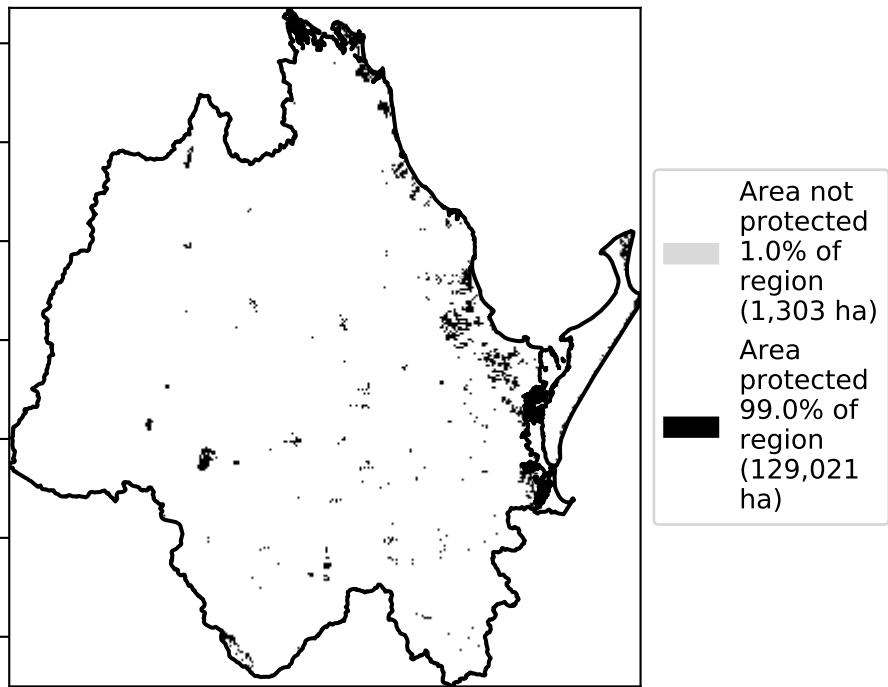 Area not
protected
1.0% of
region
(1,303 ha)
Area
protected
99.0% of
region
(129,021
ha)